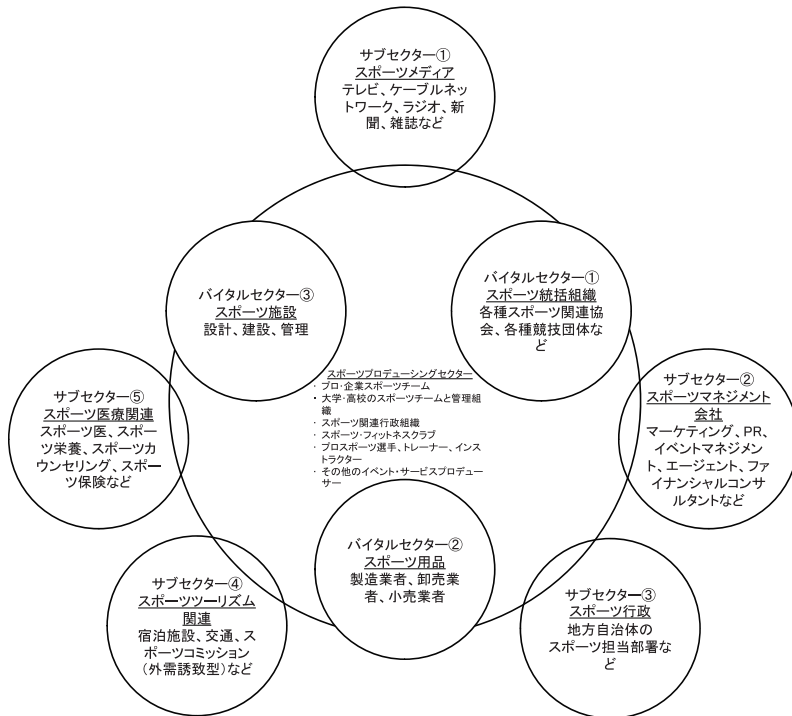 サブセクター①
スポーツメディア
テレビ、ケーブルネッ
トワーク、ラジオ、新
聞、雑誌など
バイタルセクター③
スポーツ施設
設計、建設、管理
バイタルセクター①
スポーツ統括組織
各種スポーツ関連協
会、各種競技団体な
ど
スポーツプロデューシングセクター
・ プロ・企業スポーツチーム
・ 大学・高校のスポーツチームと管理組
織
・ スポーツ関連行政組織
・ スポーツ・フィットネスクラブ
・ プロスポーツ選手、トレーナー、インス
トラクター
・ その他のイベント・サービスプロデュー
サー
サブセクター⑤
スポーツ医療関連
スポーツ医、スポー
ツ栄養、スポーツカ
ウンセリング、スポー
ツ保険など
サブセクター②
スポーツマネジメント
会社
マーケティング、PR、
イベントマネジメン
ト、エージェント、ファ
イナンシャルコンサ
ルタントなど
バイタルセクター②
スポーツ用品
製造業者、卸売業
者、小売業者
サブセクター④
スポーツツーリズム
関連
宿泊施設、交通、ス
ポーツコミッション
（外需誘致型）など
サブセクター③
スポーツ行政
地方自治体の
スポーツ担当部署な
ど